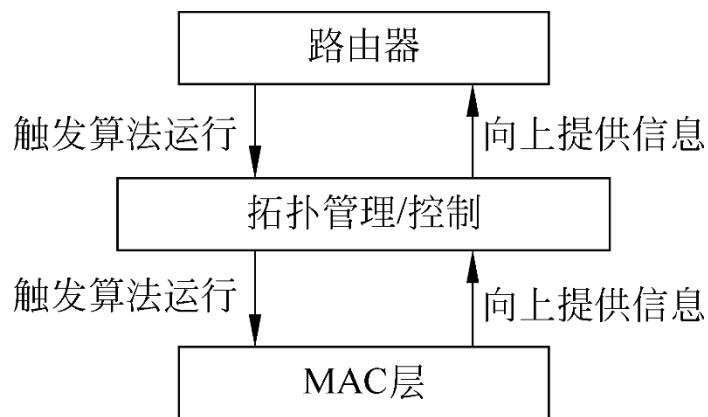 路由器
触发算法运行
向上提供信息
拓扑管理/控制
触发算法运行
向上提供信息
MAC层